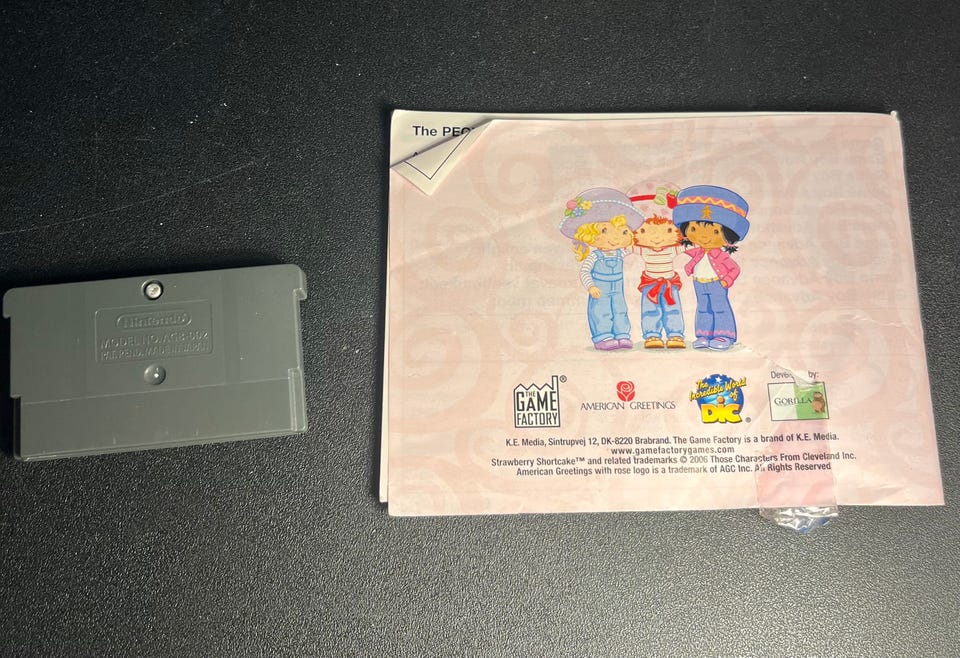 Nintendo
MODEL NO. AGB-002
PAT. PEND. MADE IN JAPAN
The
THE
GAME
FACTORY
®
AMERICAN GREETINGS
The
Incredible World
of
DIC
®
by:
GORILLA
K.E. Media, Sintrupvej 12, DK-8220 Brabrand. The Game Factory is a brand of K.E. Media.
www.gamefactorygames.com
Strawberry Shortcake™ and related trademarks © 2006 Those Characters From Cleveland Inc.
American Greetings with rose logo is a trademark of AGC Inc. All Rights Reserved